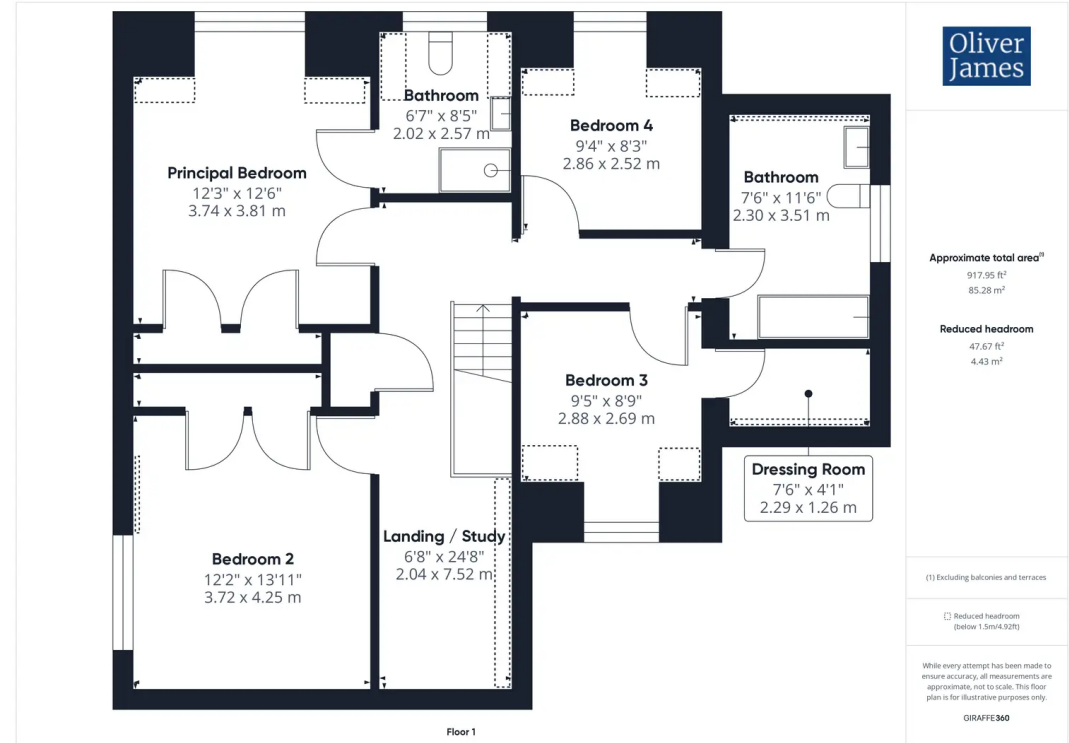 Principal Bedroom
12'3" x 12'6"
3.74 x 3.81 m
Bathroom
6'7" x 8'5"
2.02 x 2.57 m
Bedroom 4
9'4" x 8'3"
2.86 x 2.52 m
Bathroom
7'6" x 11'6"
2.30 x 3.51 m
Bedroom 3
9'5" x 8'9"
2.88 x 2.69 m
Dressing Room
7'6" x 4'1"
2.29 x 1.26 m
Bedroom 2
12'2" x 13'11"
3.72 x 4.25 m
Landing / Study
6'8" x 24'8"
2.04 x 7.52 m
Floor 1
Oliver
James
Approximate total area(1)
917.95 ft²
85.28 m²
Reduced headroom
47.67 ft²
4.43 m²
(1) Excluding balconies and terraces
Reduced headroom
(below 1.5m/4.92ft)
While every attempt has been made to
ensure accuracy, all measurements are
approximate, not to scale. This floor
plan is for illustrative purposes only.
GIRAFFE360